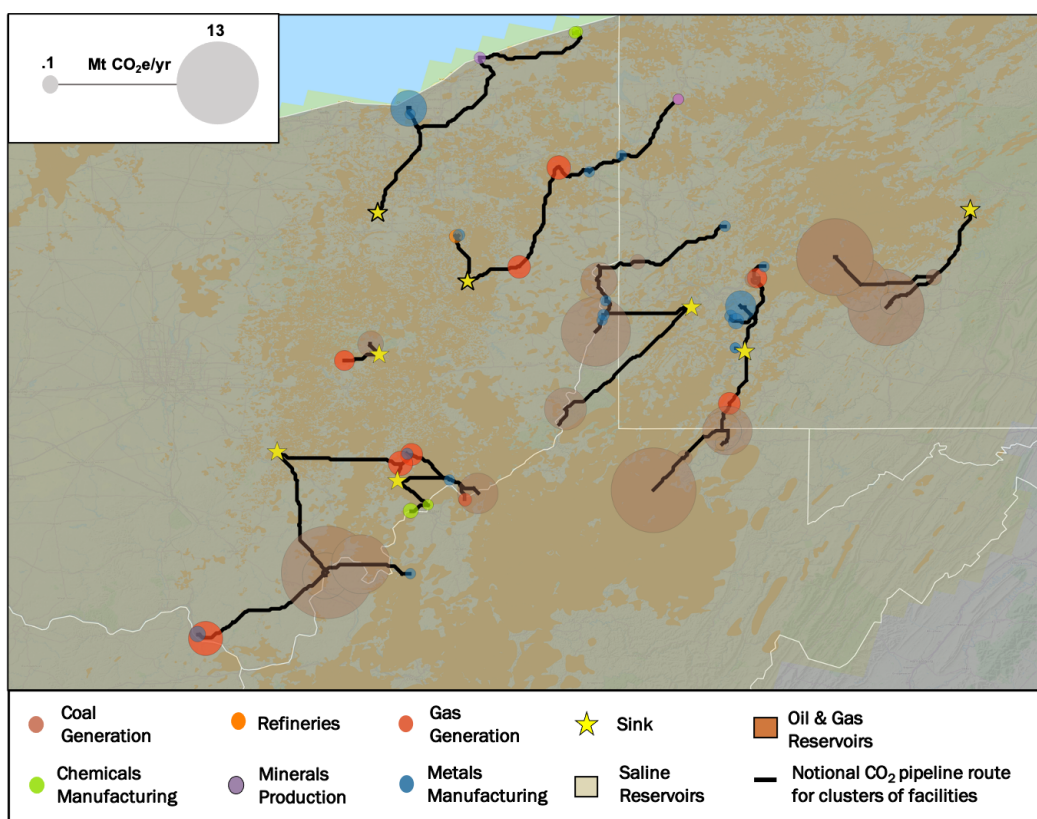 13
.1
Mt CO₂e/yr
Coal
Generation
Refineries
Gas
Generation
Sink
Oil & Gas
Reservoirs
Chemicals
Manufacturing
Minerals
Production
Metals
Manufacturing
Saline
Reservoirs
Notional CO₂ pipeline route
for clusters of facilities